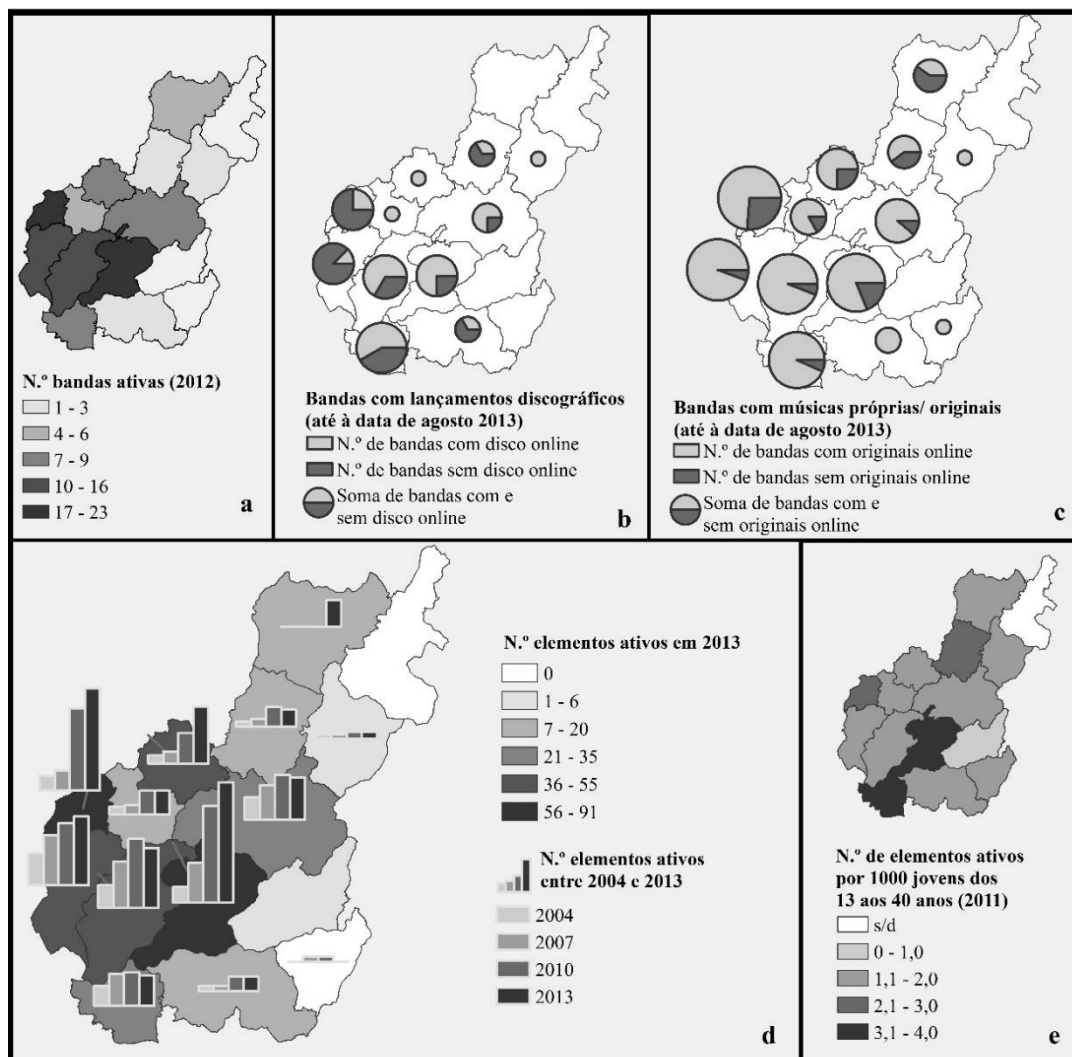 N.º bandas ativas (2012)
1 - 3
4 - 6
7 - 9
10 - 16
17 - 23
a
Bandas com lançamentos discográficos
(até à data de agosto 2013)
N.º de bandas com disco online
N.º de bandas sem disco online
Soma de bandas com e
sem disco online
b
Bandas com músicas próprias/ originais
(até à data de agosto 2013)
N.º de bandas com originais online
N.º de bandas sem originais online
Soma de bandas com e
sem originais online
c
N.º elementos ativos em 2013
0
1 - 6
7 - 20
21 - 35
36 - 55
56 - 91
N.º elementos ativos
entre 2004 e 2013
2004
2007
2010
2013
d
N.º de elementos ativos
por 1000 jovens dos
13 aos 40 anos (2011)
s/d
0 - 1,0
1,1 - 2,0
2,1 - 3,0
3,1 - 4,0
e